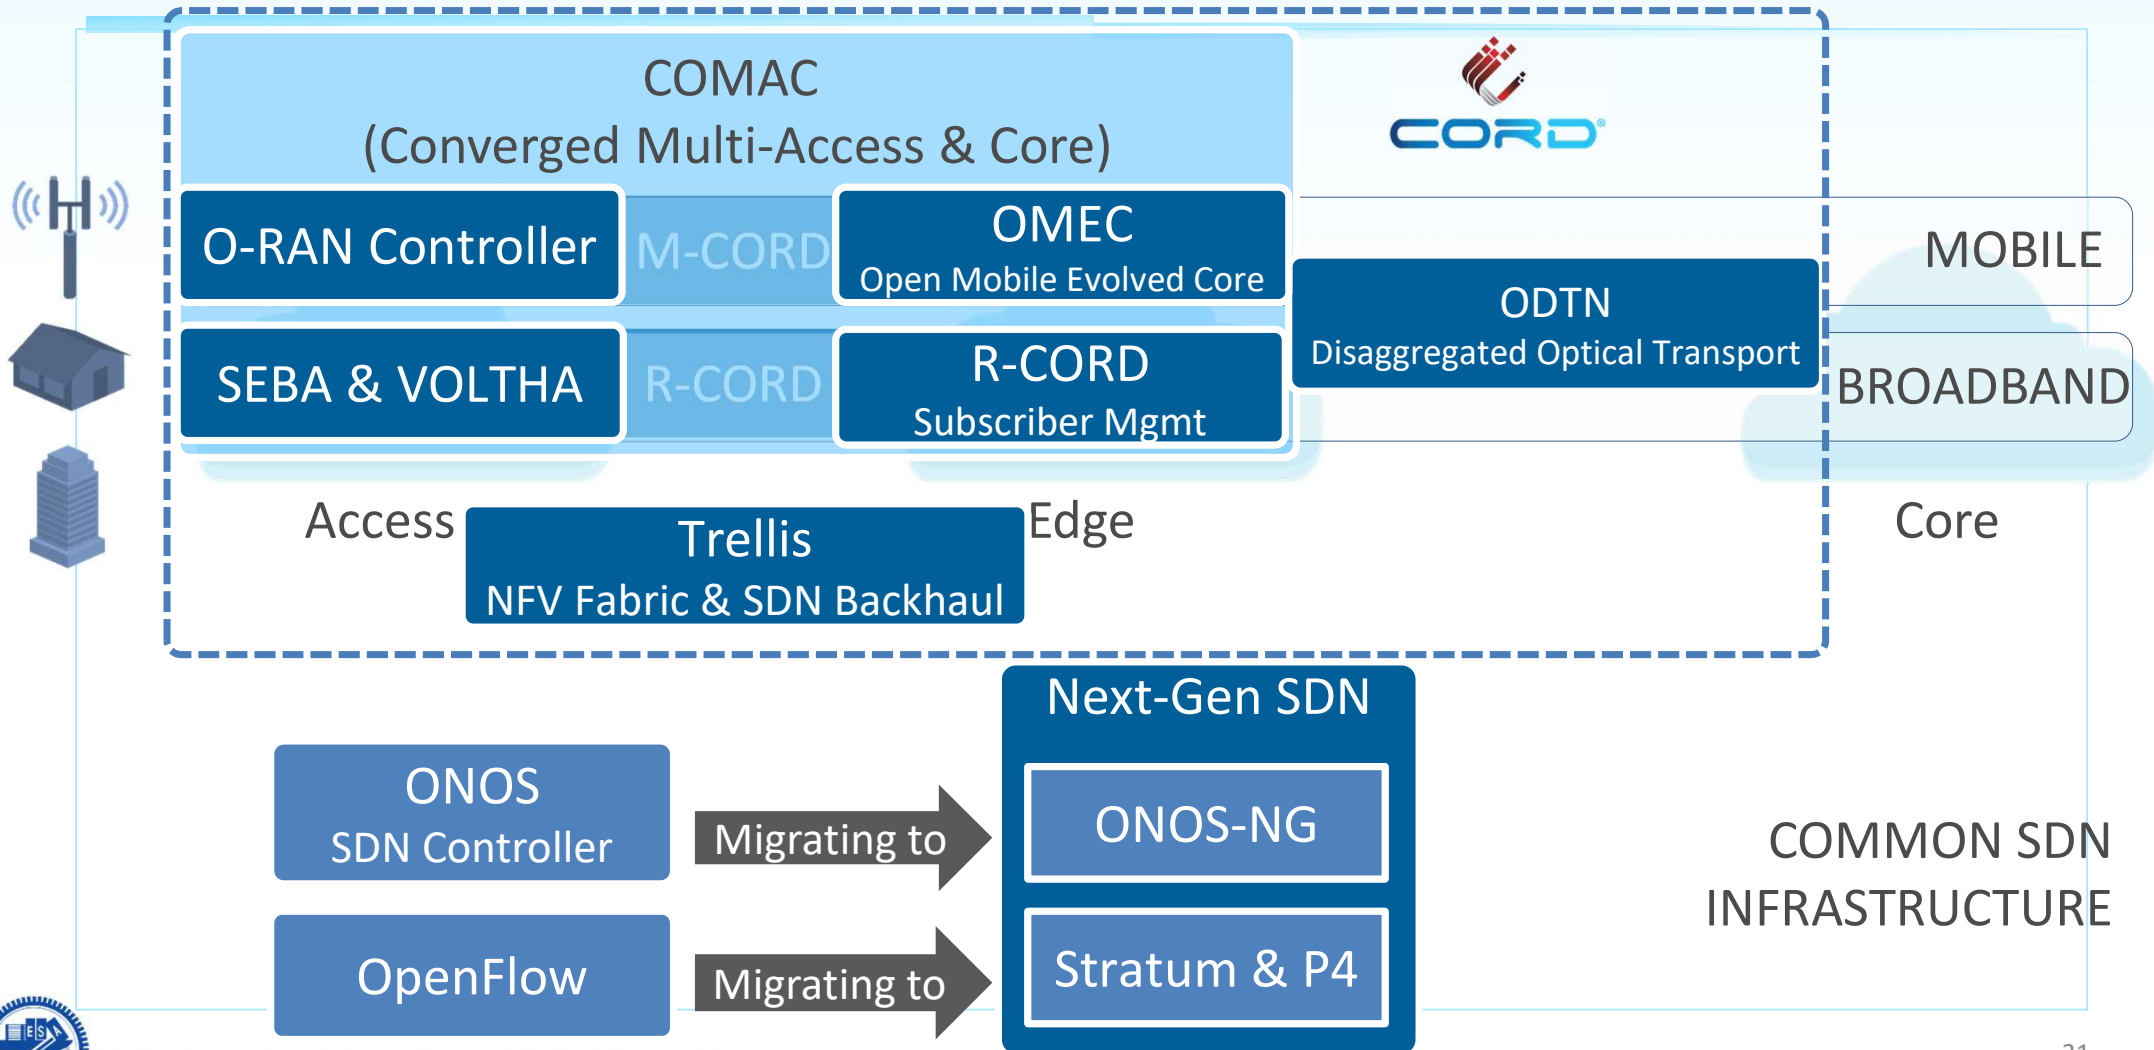 COMAC
(Converged Multi-Access & Core)
CORD®
O-RAN Controller
M-CORD
OMEC
Open Mobile Evolved Core
MOBILE
ODTN
Disaggregated Optical Transport
SEBA & VOLTHA
R-CORD
R-CORD
Subscriber Mgmt
BROADBAND
Access
Edge
Core
Trellis
NFV Fabric & SDN Backhaul
Next-Gen SDN
ONOS
SDN Controller
Migrating to
ONOS-NG
COMMON SDN
INFRASTRUCTURE
OpenFlow
Migrating to
Stratum & P4